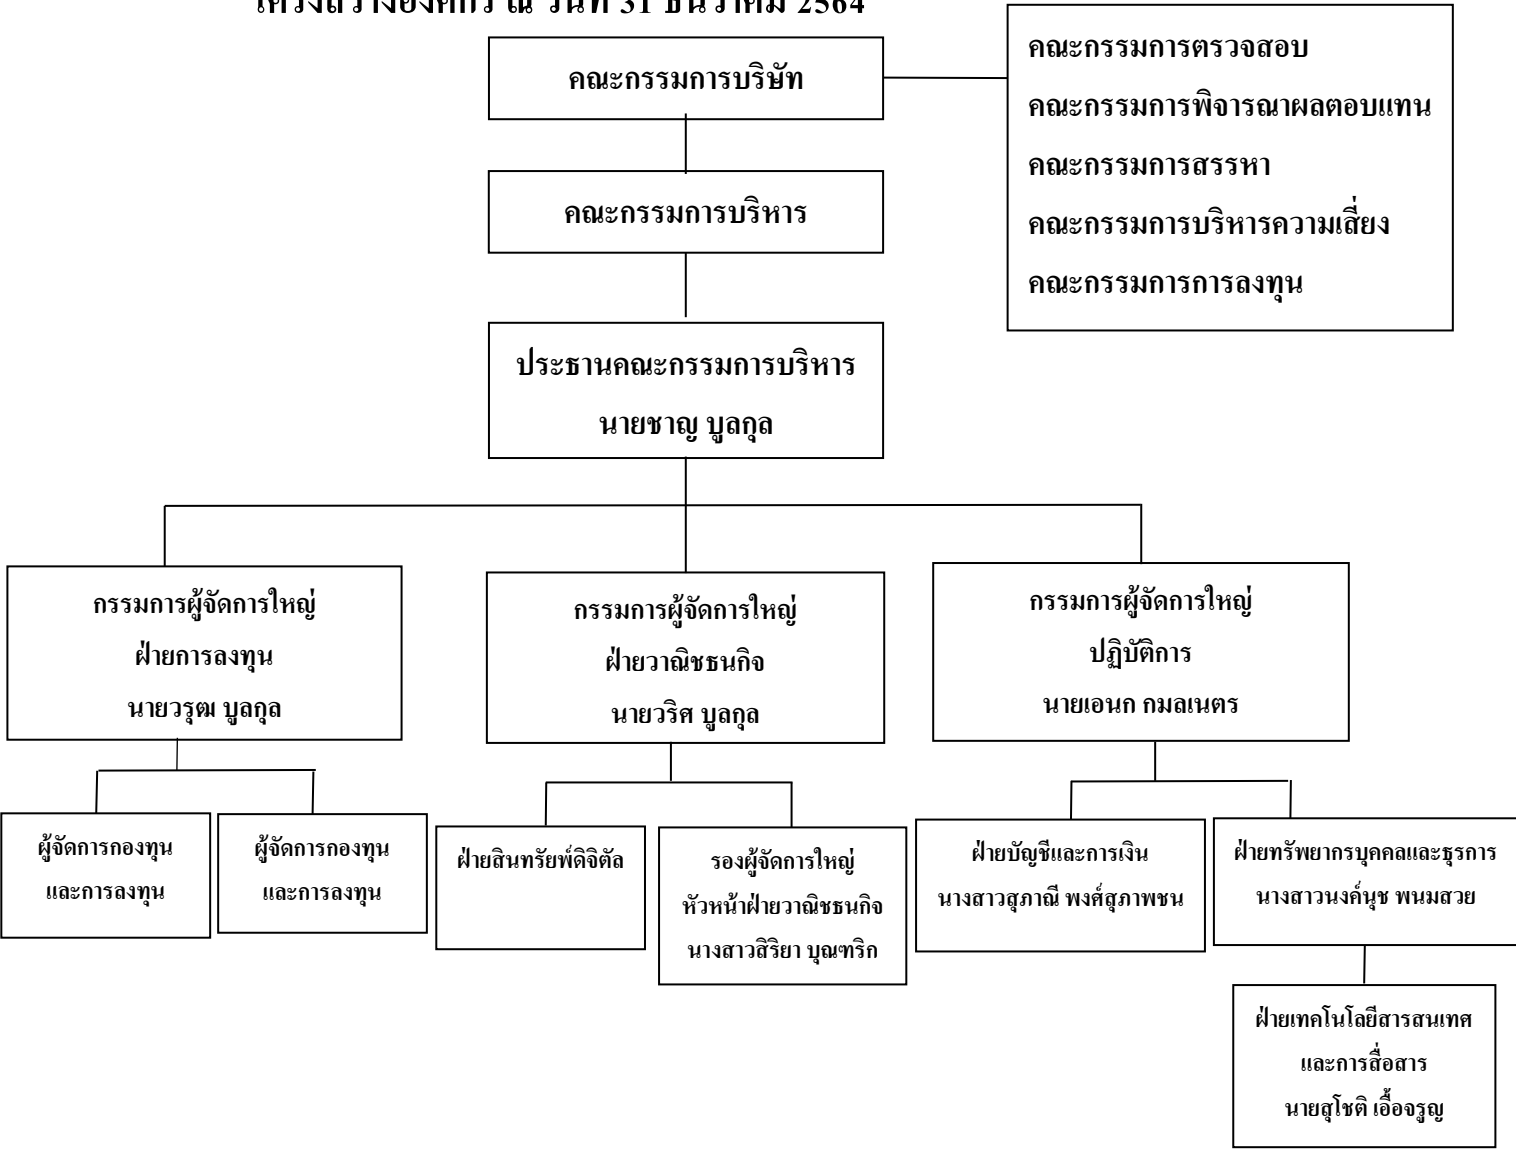 โครงสร้างองค์กร ณ วันที่ 31 ธันวาคม 2564
คณะกรรมการบริษัท
คณะกรรมการตรวจสอบ
คณะกรรมการพิจารณาผลตอบแทน
คณะกรรมการสรรหา
คณะกรรมการบริหารความเสี่ยง
คณะกรรมการการลงทุน
คณะกรรมการบริหาร
ประธานคณะกรรมการบริหาร
นายชาญ บูลกุล
กรรมการผู้จัดการใหญ่
ฝ่ายการลงทุน
นายวรุฒ บูลกุล
กรรมการผู้จัดการใหญ่
ฝ่ายวาณิชธนกิจ
นายวริศ บูลกุล
กรรมการผู้จัดการใหญ่
ปฏิบัติการ
นายเอนก กมลเนตร
ผู้จัดการกองทุน
และการลงทุน
ผู้จัดการกองทุน
และการลงทุน
ฝ่ายสินทรัยพ์ดิจิตัล
รองผู้จัดการใหญ่
หัวหน้าฝ่ายวาณิชธนกิจ
นางสาวสิริยา บุณฑริก
ฝ่ายบัญชีและการเงิน
นางสาวสุภาณี พงศ์สุภาพชน
ฝ่ายทรัพยากรบุคคลและธุรการ
นางสาวนงค์นุช พนมสวย
ฝ่ายเทคโนโลยีสารสนเทศ
และการสื่อสาร
นายสุโชติ เอื้อจรูญ